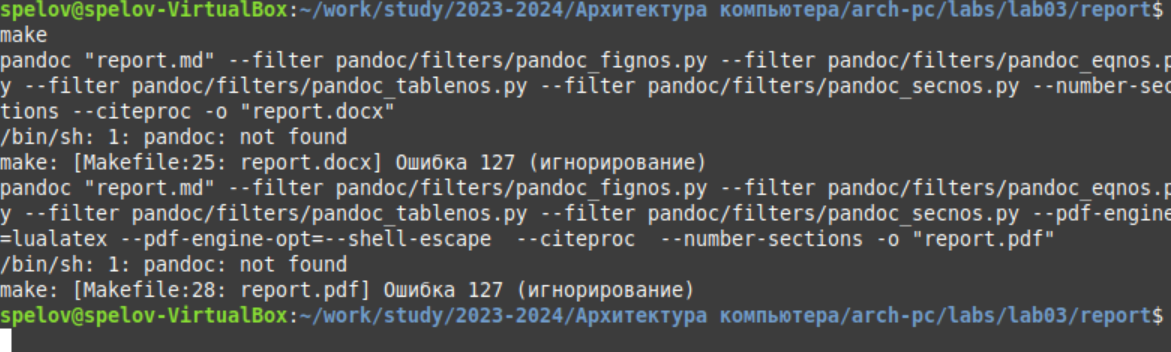 spelov@spelov-VirtualBox:~/work/study/2023-2024/Архитектура компьютера/arch-pc/labs/lab03/report$
make
pandoc "report.md" --filter pandoc/filters/pandoc_fignos.py --filter pandoc/filters/pandoc_eqnos.p
y --filter pandoc/filters/pandoc_tablenos.py --filter pandoc/filters/pandoc_secnos.py --number-sec
tions --citeproc -o "report.docx"
/bin/sh: 1: pandoc: not found
make: [Makefile:25: report.docx] Ошибка 127 (игнорирование)
pandoc "report.md" --filter pandoc/filters/pandoc_fignos.py --filter pandoc/filters/pandoc_eqnos.p
y --filter pandoc/filters/pandoc_tablenos.py --filter pandoc/filters/pandoc_secnos.py --pdf-engine
=lualatex --pdf-engine-opt=--shell-escape  --citeproc  --number-sections -o "report.pdf"
/bin/sh: 1: pandoc: not found
make: [Makefile:28: report.pdf] Ошибка 127 (игнорирование)
spelov@spelov-VirtualBox:~/work/study/2023-2024/Архитектура компьютера/arch-pc/labs/lab03/report$